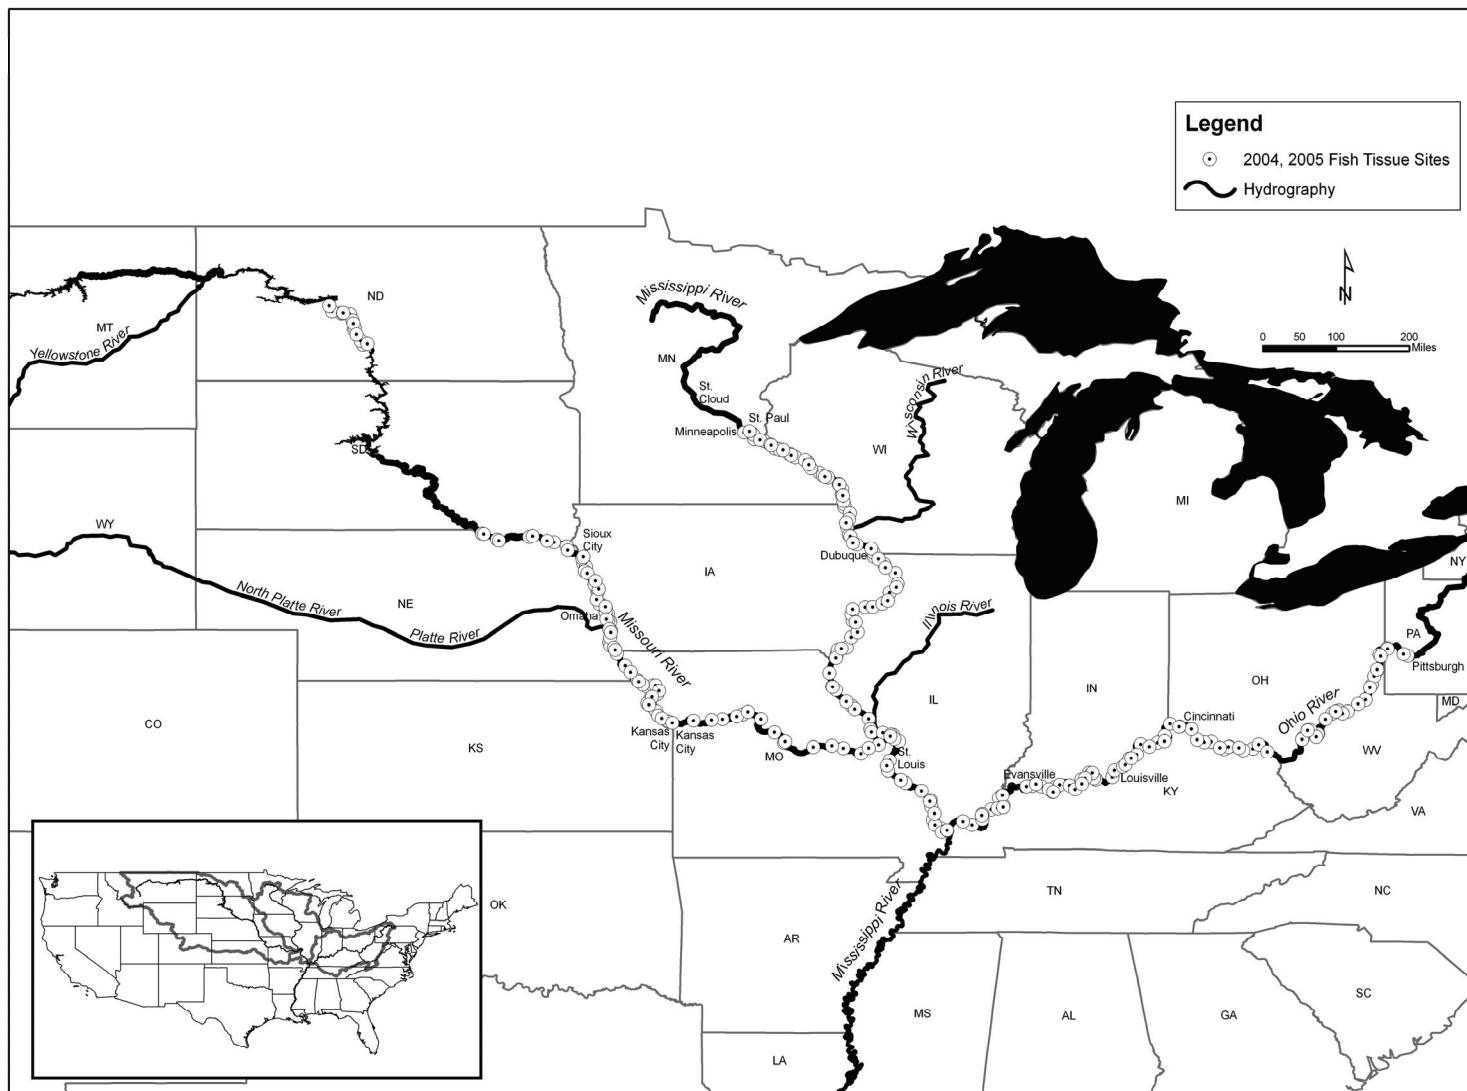 Legend
2004, 2005 Fish Tissue Sites
Hydrography
N
0 50 100 200
Miles
ND
MT
Yellowstone River
Mississippi River
MN
St.
Cloud
St. Paul
Minneapolis
Wisconsin River
WI
SD
MI
WY
Sioux
City
Dubuque
IA
NY
North Platte River
NE
Platte River
Omaha
Missouri River
Illinois River
PA
Pittsburgh
IN
OH
IL
MD
CO
KS
Kansas
City
Kansas
City
MO
St.
Louis
Cincinnati
Ohio River
WV
Evansville
Louisville
KY
VA
TN
NC
OK
AR
Mississippi River
MS
AL
GA
SC
LA